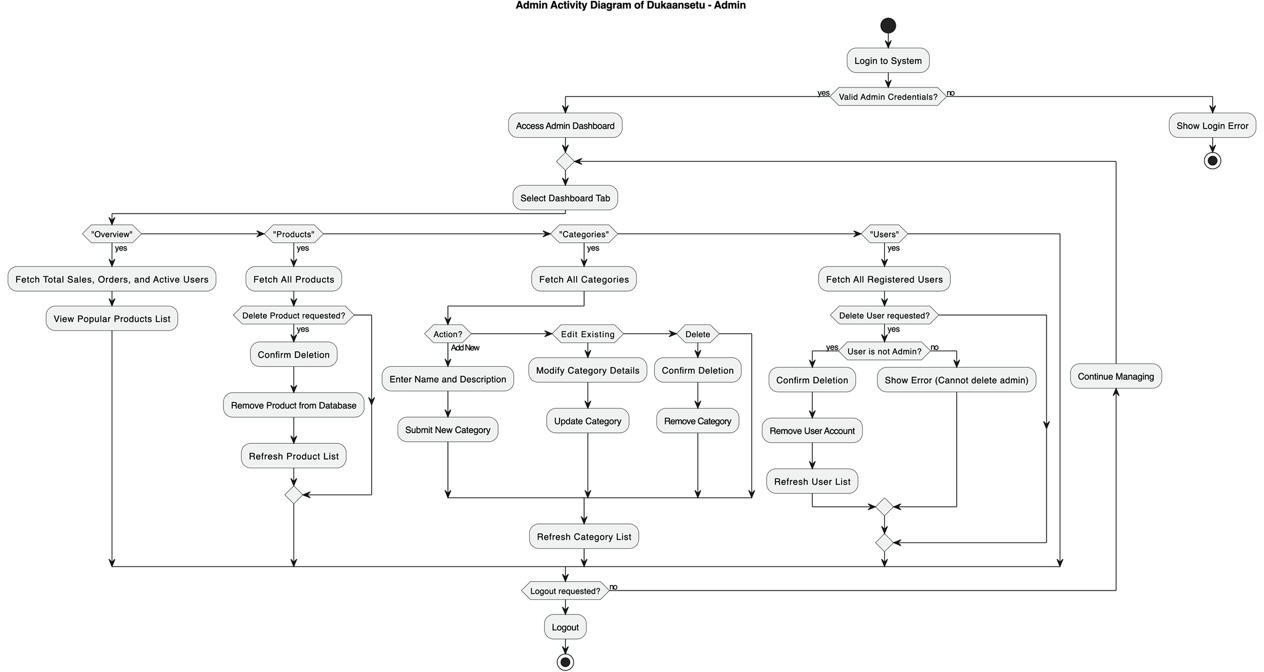 Admin Activity Diagram of Dukaansetu - Admin
Login to System
yes
Valid Admin Credentials?
no
Access Admin Dashboard
Show Login Error
Select Dashboard Tab
"Overview"
"Products"
"Categories"
"Users"
yes
yes
yes
yes
Fetch Total Sales, Orders, and Active Users
Fetch All Products
Fetch All Categories
Fetch All Registered Users
View Popular Products List
Delete Product requested?
Delete User requested?
yes
yes
Action?
Edit Existing
Delete
Add New
yes
User is not Admin?
no
Confirm Deletion
Modify Category Details
Confirm Deletion
Continue Managing
Enter Name and Description
Confirm Deletion
Show Error (Cannot delete admin)
Remove Product from Database
Update Category
Remove Category
Submit New Category
Remove User Account
Refresh Product List
Refresh User List
Refresh Category List
Logout requested?
no
Logout